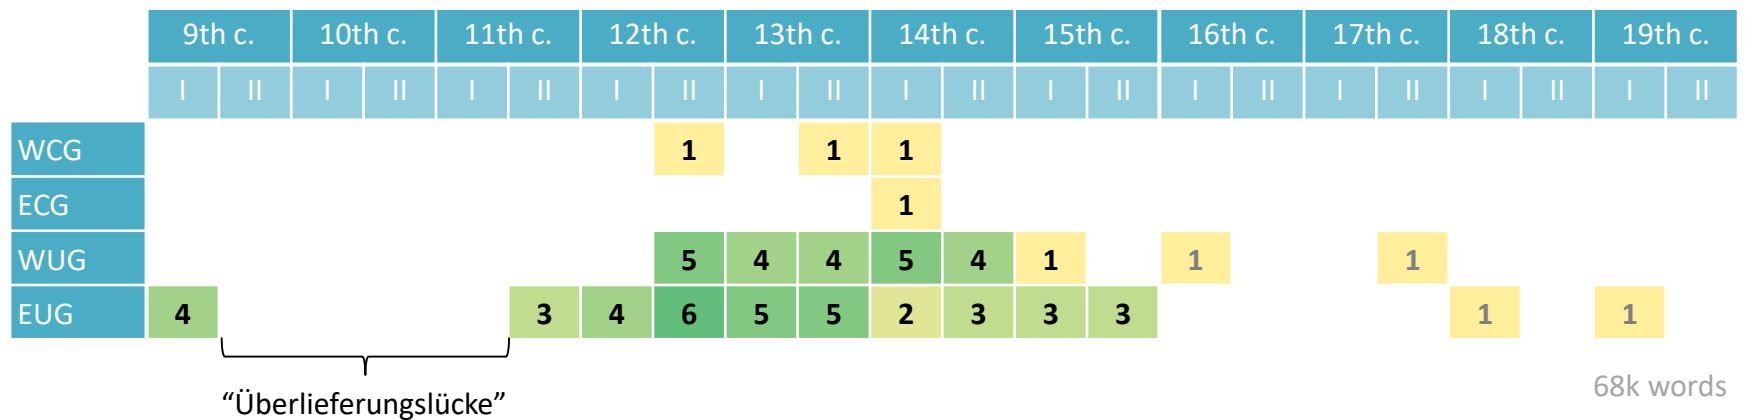 9th c. 10th c. 11th c. 12th c. 13th c. 14th c. 15th c. 16th c. 17th c. 18th c. 19th c.
I II I II I II I II I II I II I II I II I II I II I II
WCG 1 1 1
ECG 1
WUG 5 4 4 5 4 1 1 1
EUG 4 3 4 6 5 5 2 3 3 3 1 1
“Überlieferungslücke”
68k words